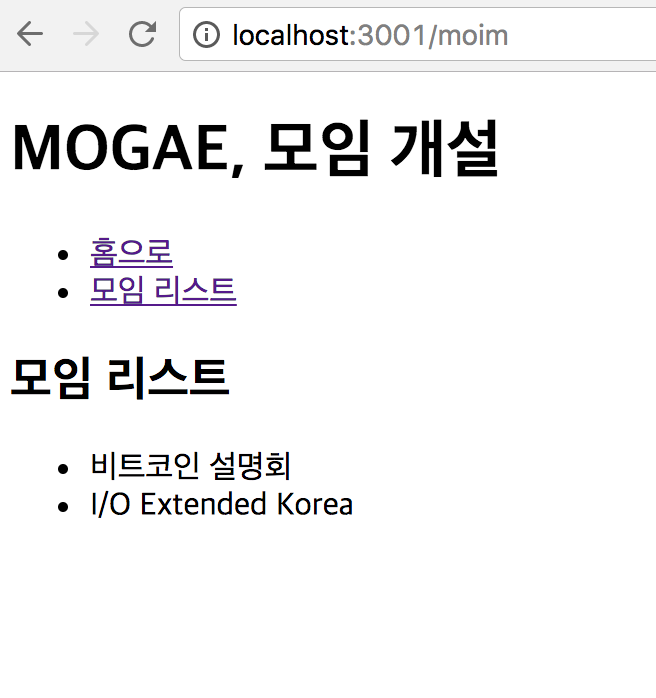 localhost:3001/moim
MOGAE, 모임 개설
홈으로
모임 리스트
모임 리스트
비트코인 설명회
I/O Extended Korea